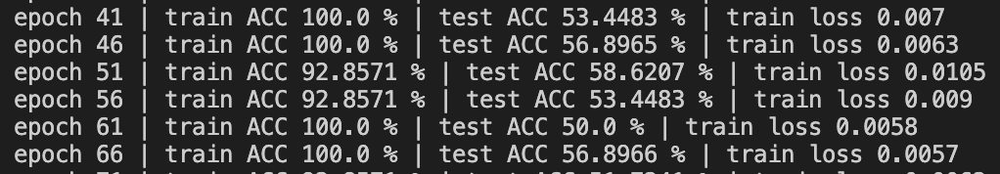 epoch 41 | train ACC 100.0 % | test ACC 53.4483 % | train loss 0.007
epoch 46 | train ACC 100.0 % | test ACC 56.8965 % | train loss 0.0063
epoch 51 | train ACC 92.8571 % | test ACC 58.6207 % | train loss 0.0105
epoch 56 | train ACC 92.8571 % | test ACC 53.4483 % | train loss 0.009
epoch 61 | train ACC 100.0 % | test ACC 50.0 % | train loss 0.0058
epoch 66 | train ACC 100.0 % | test ACC 56.8966 % | train loss 0.0057